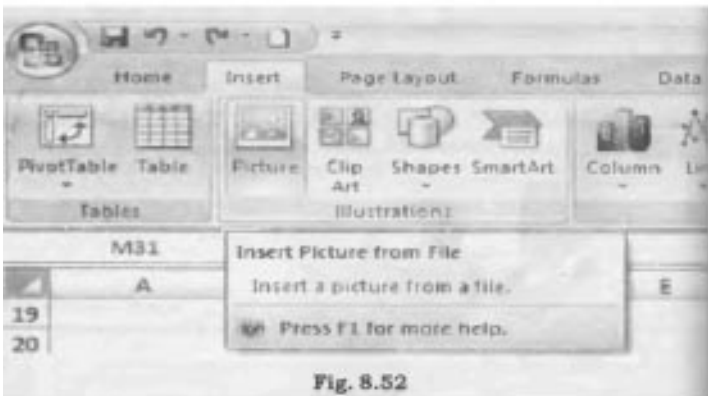 Home Insert Page Layout Formulas Data
PivotTable Table Picture Clip Art Shapes SmartArt Column
Tables Illustrations
M31
Insert Picture from File
A Insert a picture from a file. E
19
Press F1 for more help.
20
Fig. 8.52